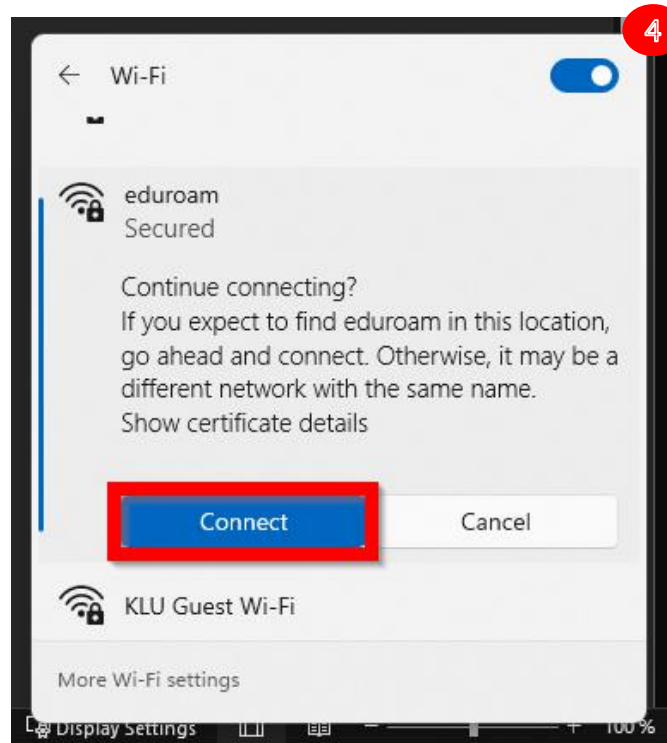 4
Wi-Fi
eduroam
Secured
Continue connecting?
If you expect to find eduroam in this location,
go ahead and connect. Otherwise, it may be a
different network with the same name.
Show certificate details
Connect
Cancel
KLU Guest Wi-Fi
More Wi-Fi settings
Display Settings
100 %